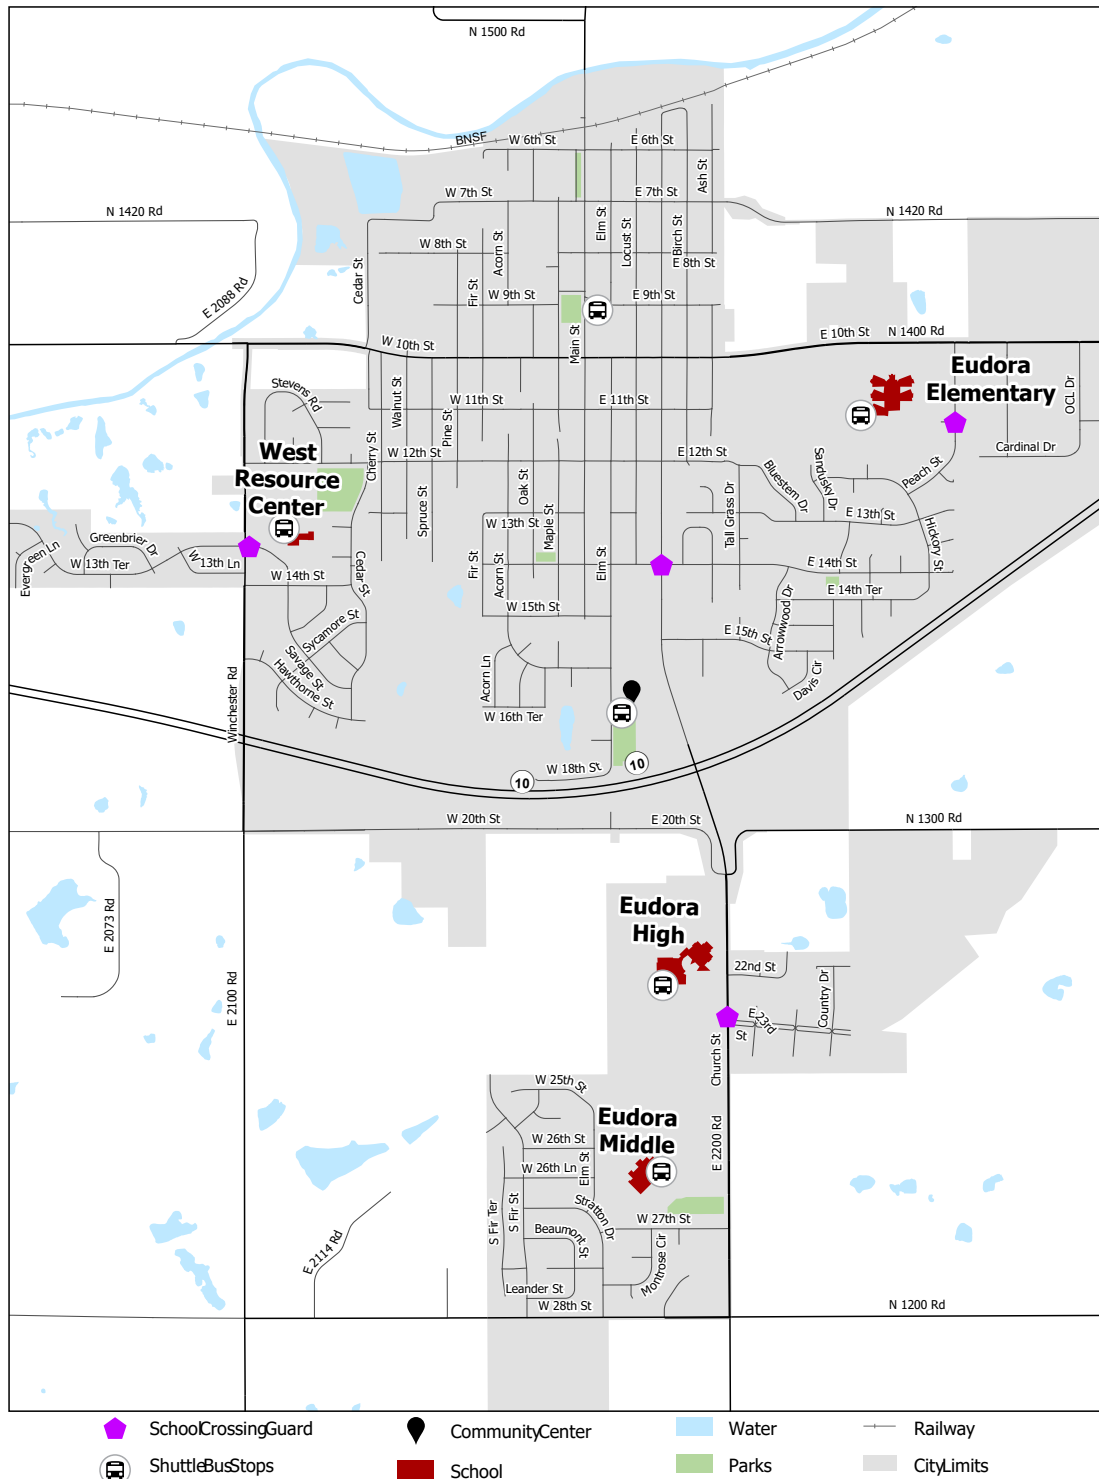 N 1500 Rd
BNSF
W 6th St
E 6th St
Ash St
W 7th St
E 7th St
N 1420 Rd
N 1420 Rd
Elm St
Locust St
Birch St
Acorn St
W 8th St
E 8th St
Cedar St
Fir St
E 2088 Rd
W 9th St
E 9th St
Main St
E 10th St
N 1400 Rd
W 10th St
Eudora
Elementary
OCL Dr
Stevens Rd
Walnut St
W 11th St
E 11th St
Pine St
Cherry St
W 12th St
E 12th St
Cardinal Dr
West
Resource
Center
Bluestem Dr
Sandusky Dr
Peach St
Oak St
Maple St
Spruce St
Tall Grass Dr
W 13th St
E 13th St
Hickory St
Evergreen Ln
Greenbrier Dr
W 13th Ter
W 13th Ln
W 14th St
Cedar St
Fir St
Acorn St
Elm St
E 14th St
E 14th Ter
Arrowwood Dr
W 15th St
E 15th St
Sycamore St
Savage St
Hawthorne St
Acorn Ln
Davis Cir
Winchester Rd
W 16th Ter
W 18th St
10
10
W 20th St
E 20th St
N 1300 Rd
E 2073 Rd
E 2100 Rd
Eudora
High
22nd St
Country Dr
E 23rd
St
Church St
W 25th St
Eudora
Middle
E 2200 Rd
W 26th St
W 26th Ln
Elm St
S Fir Ter
S Fir St
Stratton Dr
W 27th St
Beaumont St
Montrose Cir
E 2114 Rd
Leander St
W 28th St
N 1200 Rd
School Crossing Guard
Community Center
Water
Railway
Shuttle Bus Stops
School
Parks
City Limits